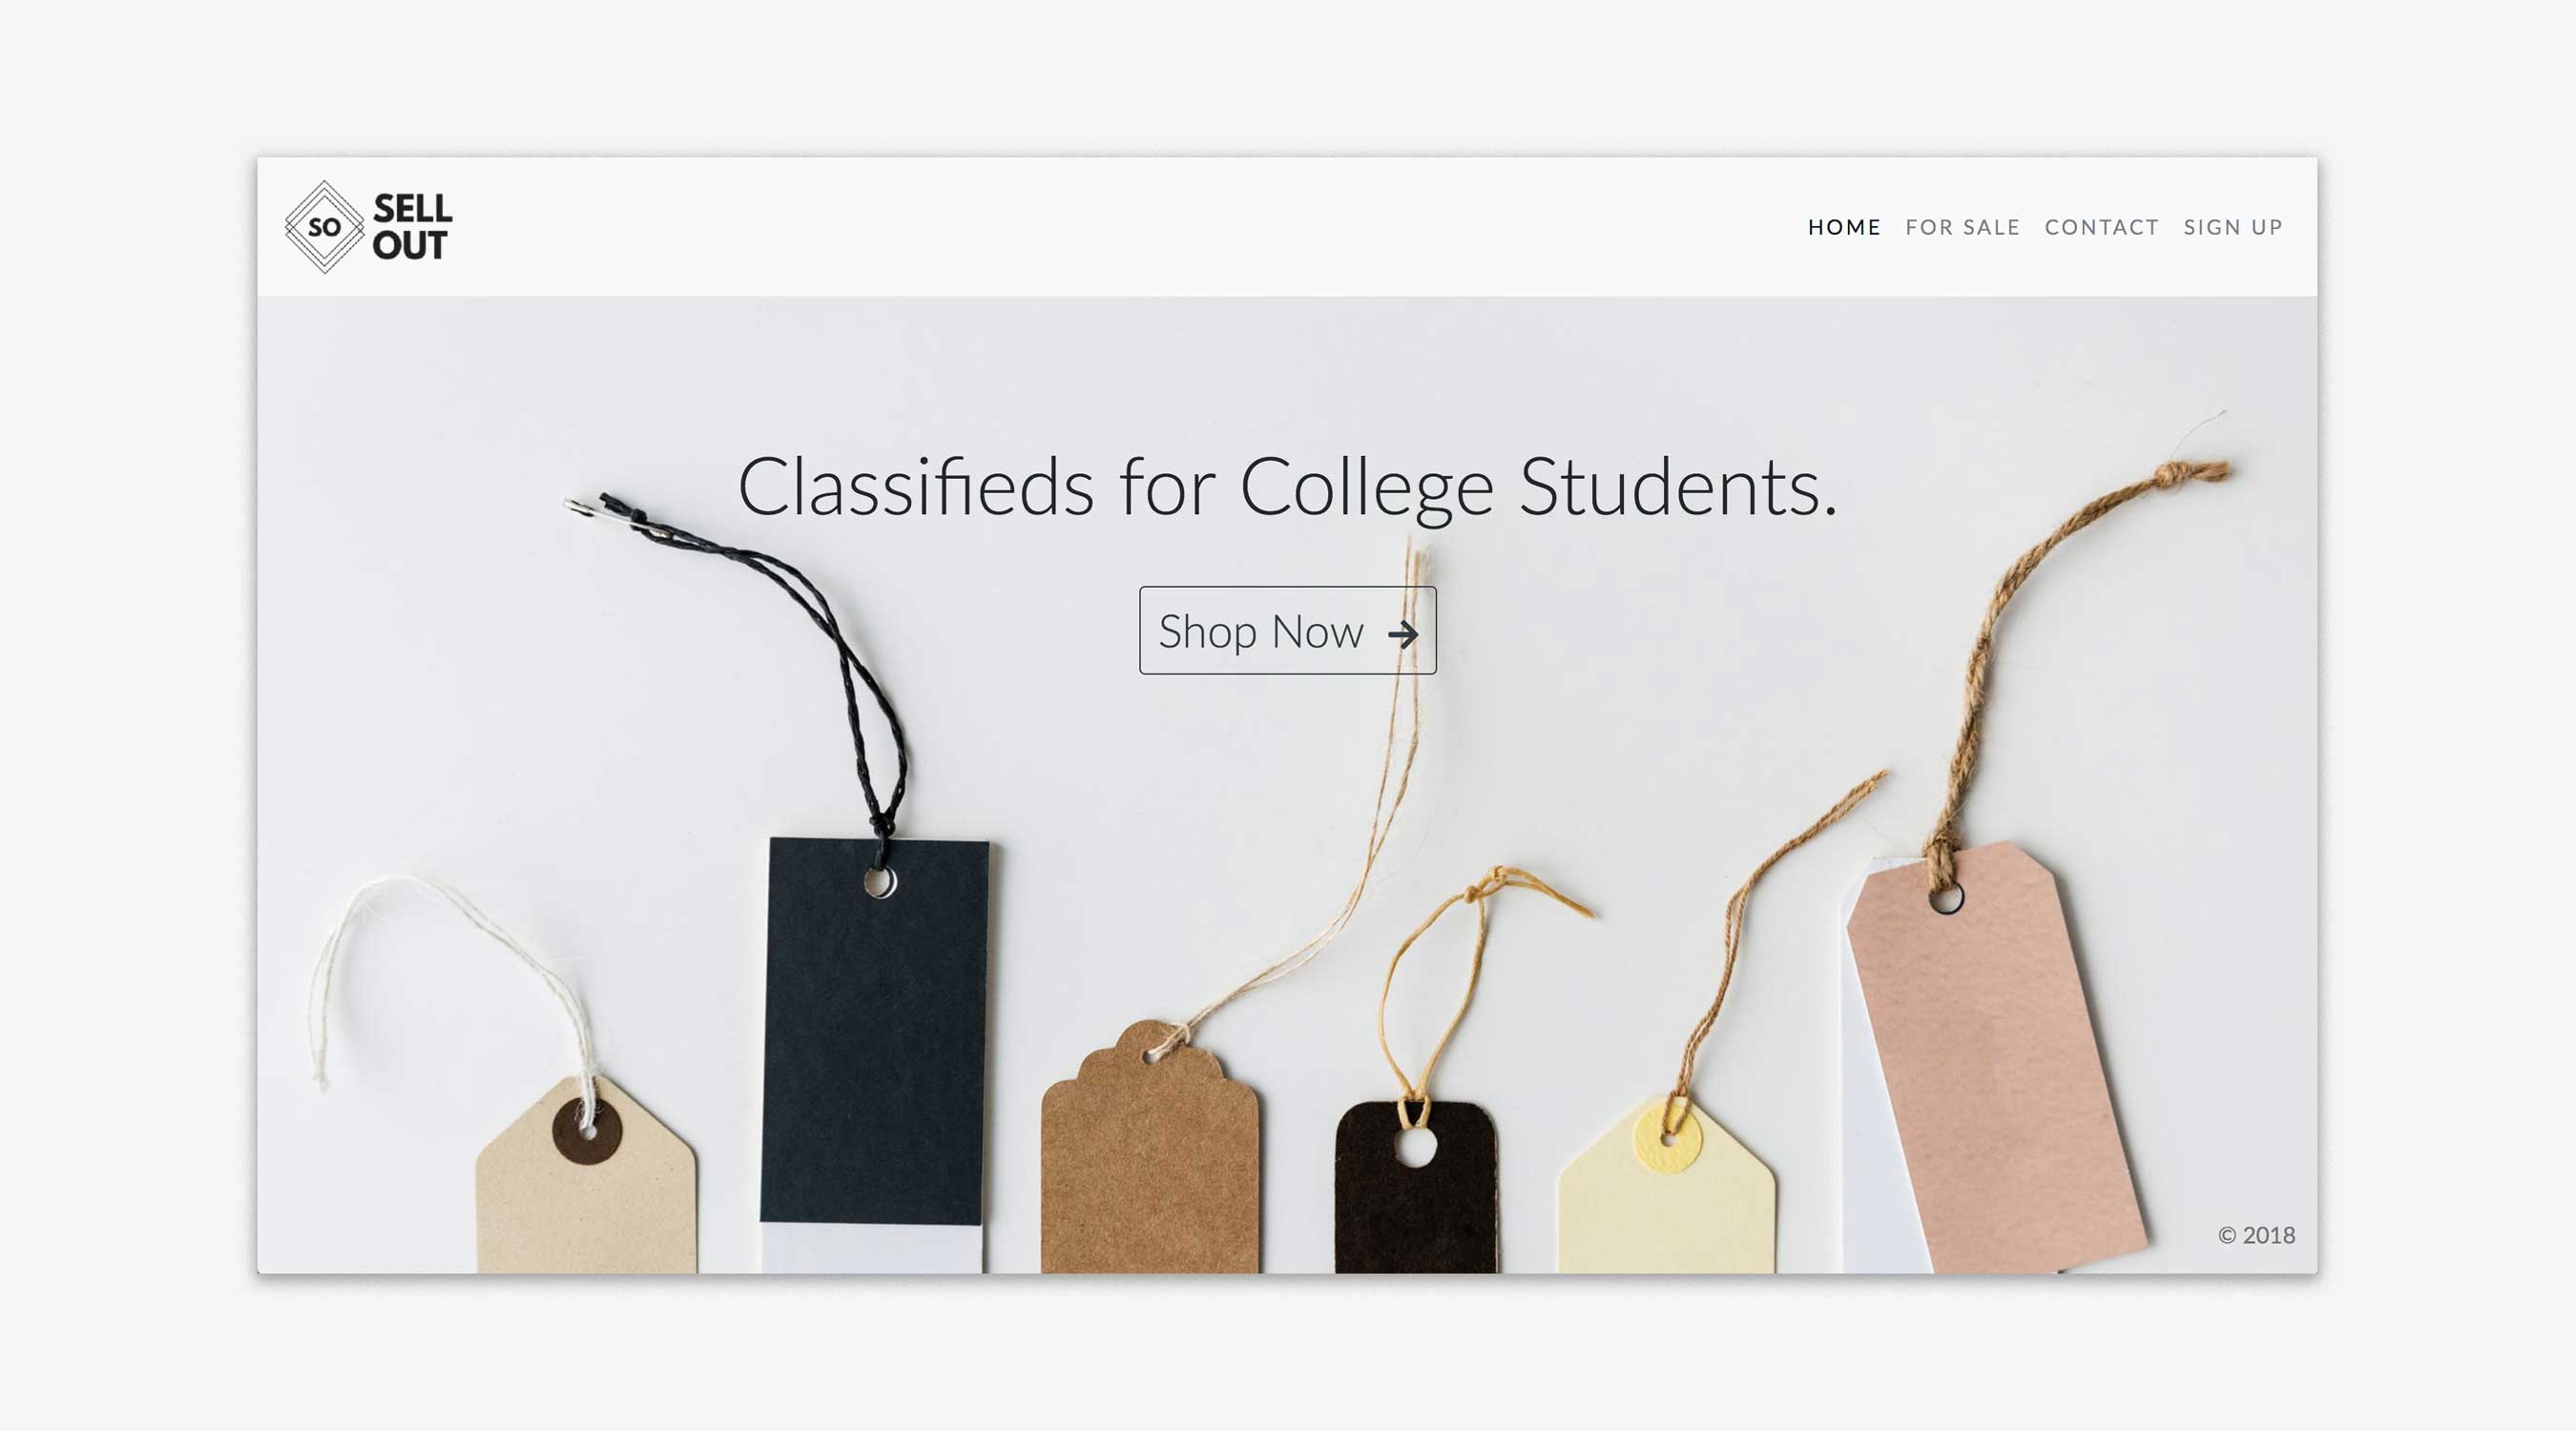 SO
SELL
OUT
HOME FOR SALE CONTACT SIGN UP
Classifieds for College Students.
Shop Now →
© 2018